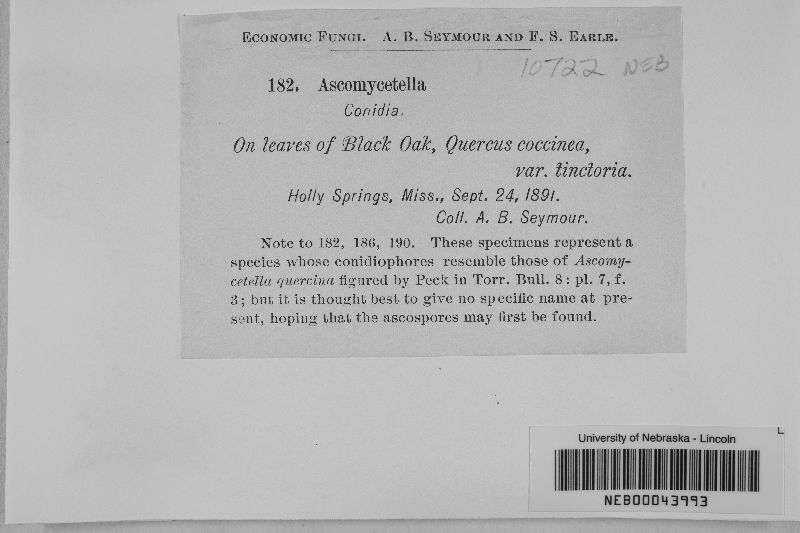 Economic Fungi. A. B. Seymour and F. S. Earle.
10722 NEB
182. Ascomycetella
Conidia.
On leaves of Black Oak, Quercus coccinea,
var. tinctoria.
Holly Springs, Miss., Sept. 24, 1891.
Coll. A. B. Seymour.
Note to 182, 186, 190. These specimens represent a
species whose conidiophores resemble those of Ascomy-
cetella quercina figured by Peck in Torr. Bull. 8: pl. 7, f.
3; but it is thought best to give no specific name at pre-
sent, hoping that the ascospores may first be found.
University of Nebraska - Lincoln
NEB00043993